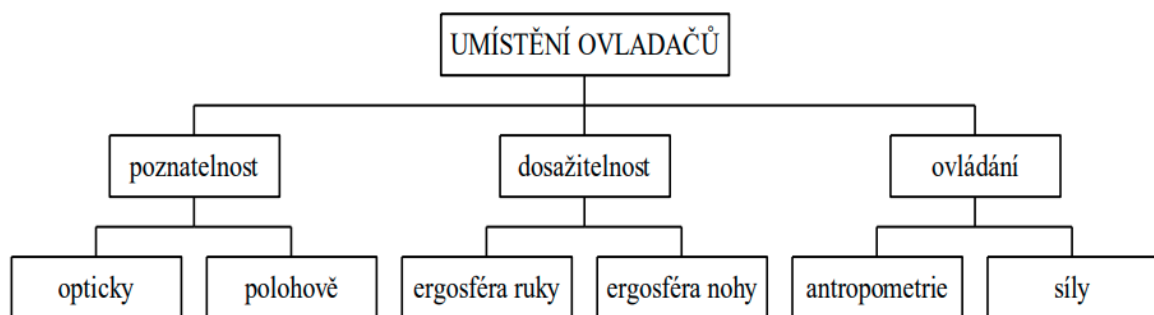 UMÍSTĚNÍ OVLADAČŮ
poznatelnost
dosažitelnost
ovládání
opticky
polohově
ergosféra ruky
ergosféra nohy
antropometrie
síly